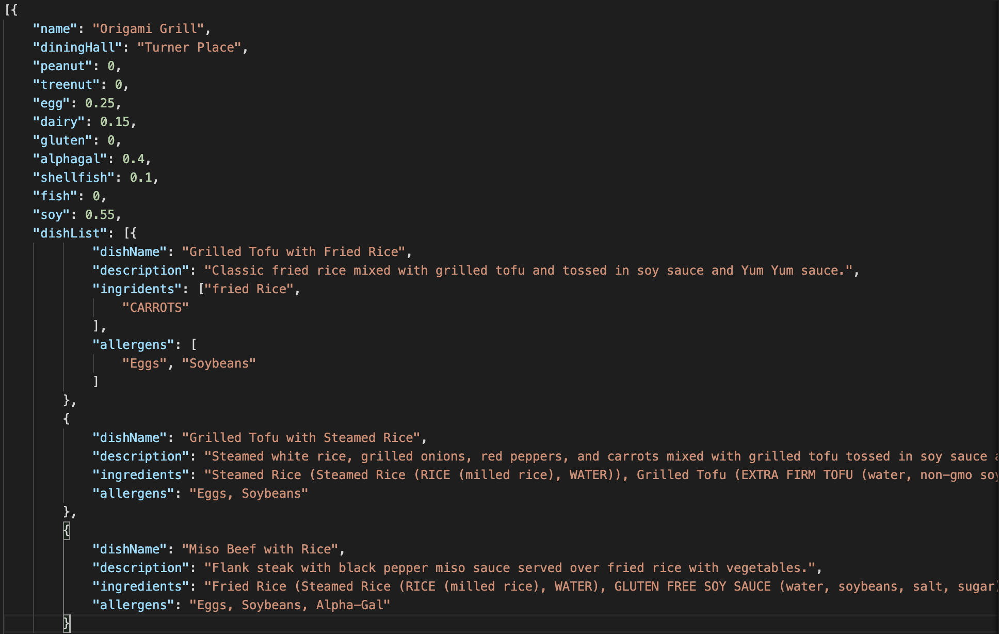 [{
"name": "Origami Grill",
"diningHall": "Turner Place",
"peanut": 0,
"treenut": 0,
"egg": 0.25,
"dairy": 0.15,
"gluten": 0,
"alphagal": 0.4,
"shellfish": 0.1,
"fish": 0,
"soy": 0.55,
"dishList": [{
"dishName": "Grilled Tofu with Fried Rice",
"description": "Classic fried rice mixed with grilled tofu and tossed in soy sauce and Yum Yum sauce.",
"ingridents": ["fried Rice",
"CARROTS"
],
"allergens": [
"Eggs", "Soybeans"
]
},
{
"dishName": "Grilled Tofu with Steamed Rice",
"description": "Steamed white rice, grilled onions, red peppers, and carrots mixed with grilled tofu tossed in soy sauce
"ingredients": "Steamed Rice (Steamed Rice (RICE (milled rice), WATER)), Grilled Tofu (EXTRA FIRM TOFU (water, non-gmo
"allergens": "Eggs, Soybeans"
},
{
"dishName": "Miso Beef with Rice",
"description": "Flank steak with black pepper miso sauce served over fried rice with vegetables.",
"ingredients": "Fried Rice (Steamed Rice (RICE (milled rice), WATER), GLUTEN FREE SOY SAUCE (water, soybeans, salt, sugar
"allergens": "Eggs, Soybeans, Alpha-Gal"
}